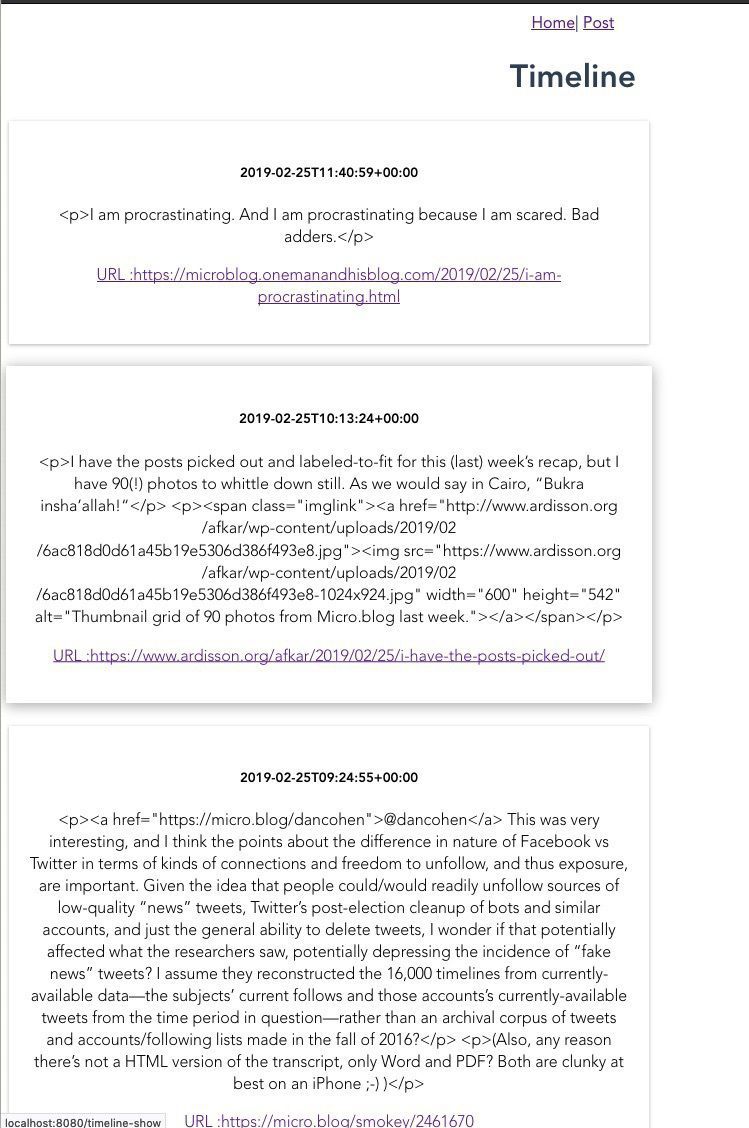 Home| Post
Timeline
2019-02-25T11:40:59+00:00
<p>I am procrastinating. And I am procrastinating because I am scared. Bad
adders.</p>
URL :https://microblog.onemanandhisblog.com/2019/02/25/i-am-
procrastinating.html
2019-02-25T10:13:24+00:00
<p>I have the posts picked out and labeled-to-fit for this (last) week’s recap, but I
have 90(!) photos to whittle down still. As we would say in Cairo, “Bukra
insha’allah!”</p> <p><span class="imglink"><a href="http://www.ardisson.org
/afkar/wp-content/uploads/2019/02
/6ac818d0d61a45b19e5306d386f493e8.jpg"><img src="https://www.ardisson.org
/afkar/wp-content/uploads/2019/02
/6ac818d0d61a45b19e5306d386f493e8-1024x924.jpg" width="600" height="542"
alt="Thumbnail grid of 90 photos from Micro.blog last week."></a></span></p>
URL :https://www.ardisson.org/afkar/2019/02/25/i-have-the-posts-picked-out/
2019-02-25T09:24:55+00:00
<p><a href="https://micro.blog/dancohen">@dancohen</a> This was very
interesting, and I think the points about the difference in nature of Facebook vs
Twitter in terms of kinds of connections and freedom to unfollow, and thus exposure,
are important. Given the idea that people could/would readily unfollow sources of
low-quality “news” tweets, Twitter’s post-election cleanup of bots and similar
accounts, and just the general ability to delete tweets, I wonder if that potentially
affected what the researchers saw, potentially depressing the incidence of “fake
news” tweets? I assume they reconstructed the 16,000 timelines from currently-
available data—the subjects’ current follows and those accounts’s currently-available
tweets from the time period in question—rather than an archival corpus of tweets
and accounts/following lists made in the fall of 2016?</p> <p>(Also, any reason
there’s not a HTML version of the transcript, only Word and PDF? Both are clunky at
best on an iPhone ;-) )</p>
URL :https://micro.blog/smokey/2461670
localhost:8080/timeline-show